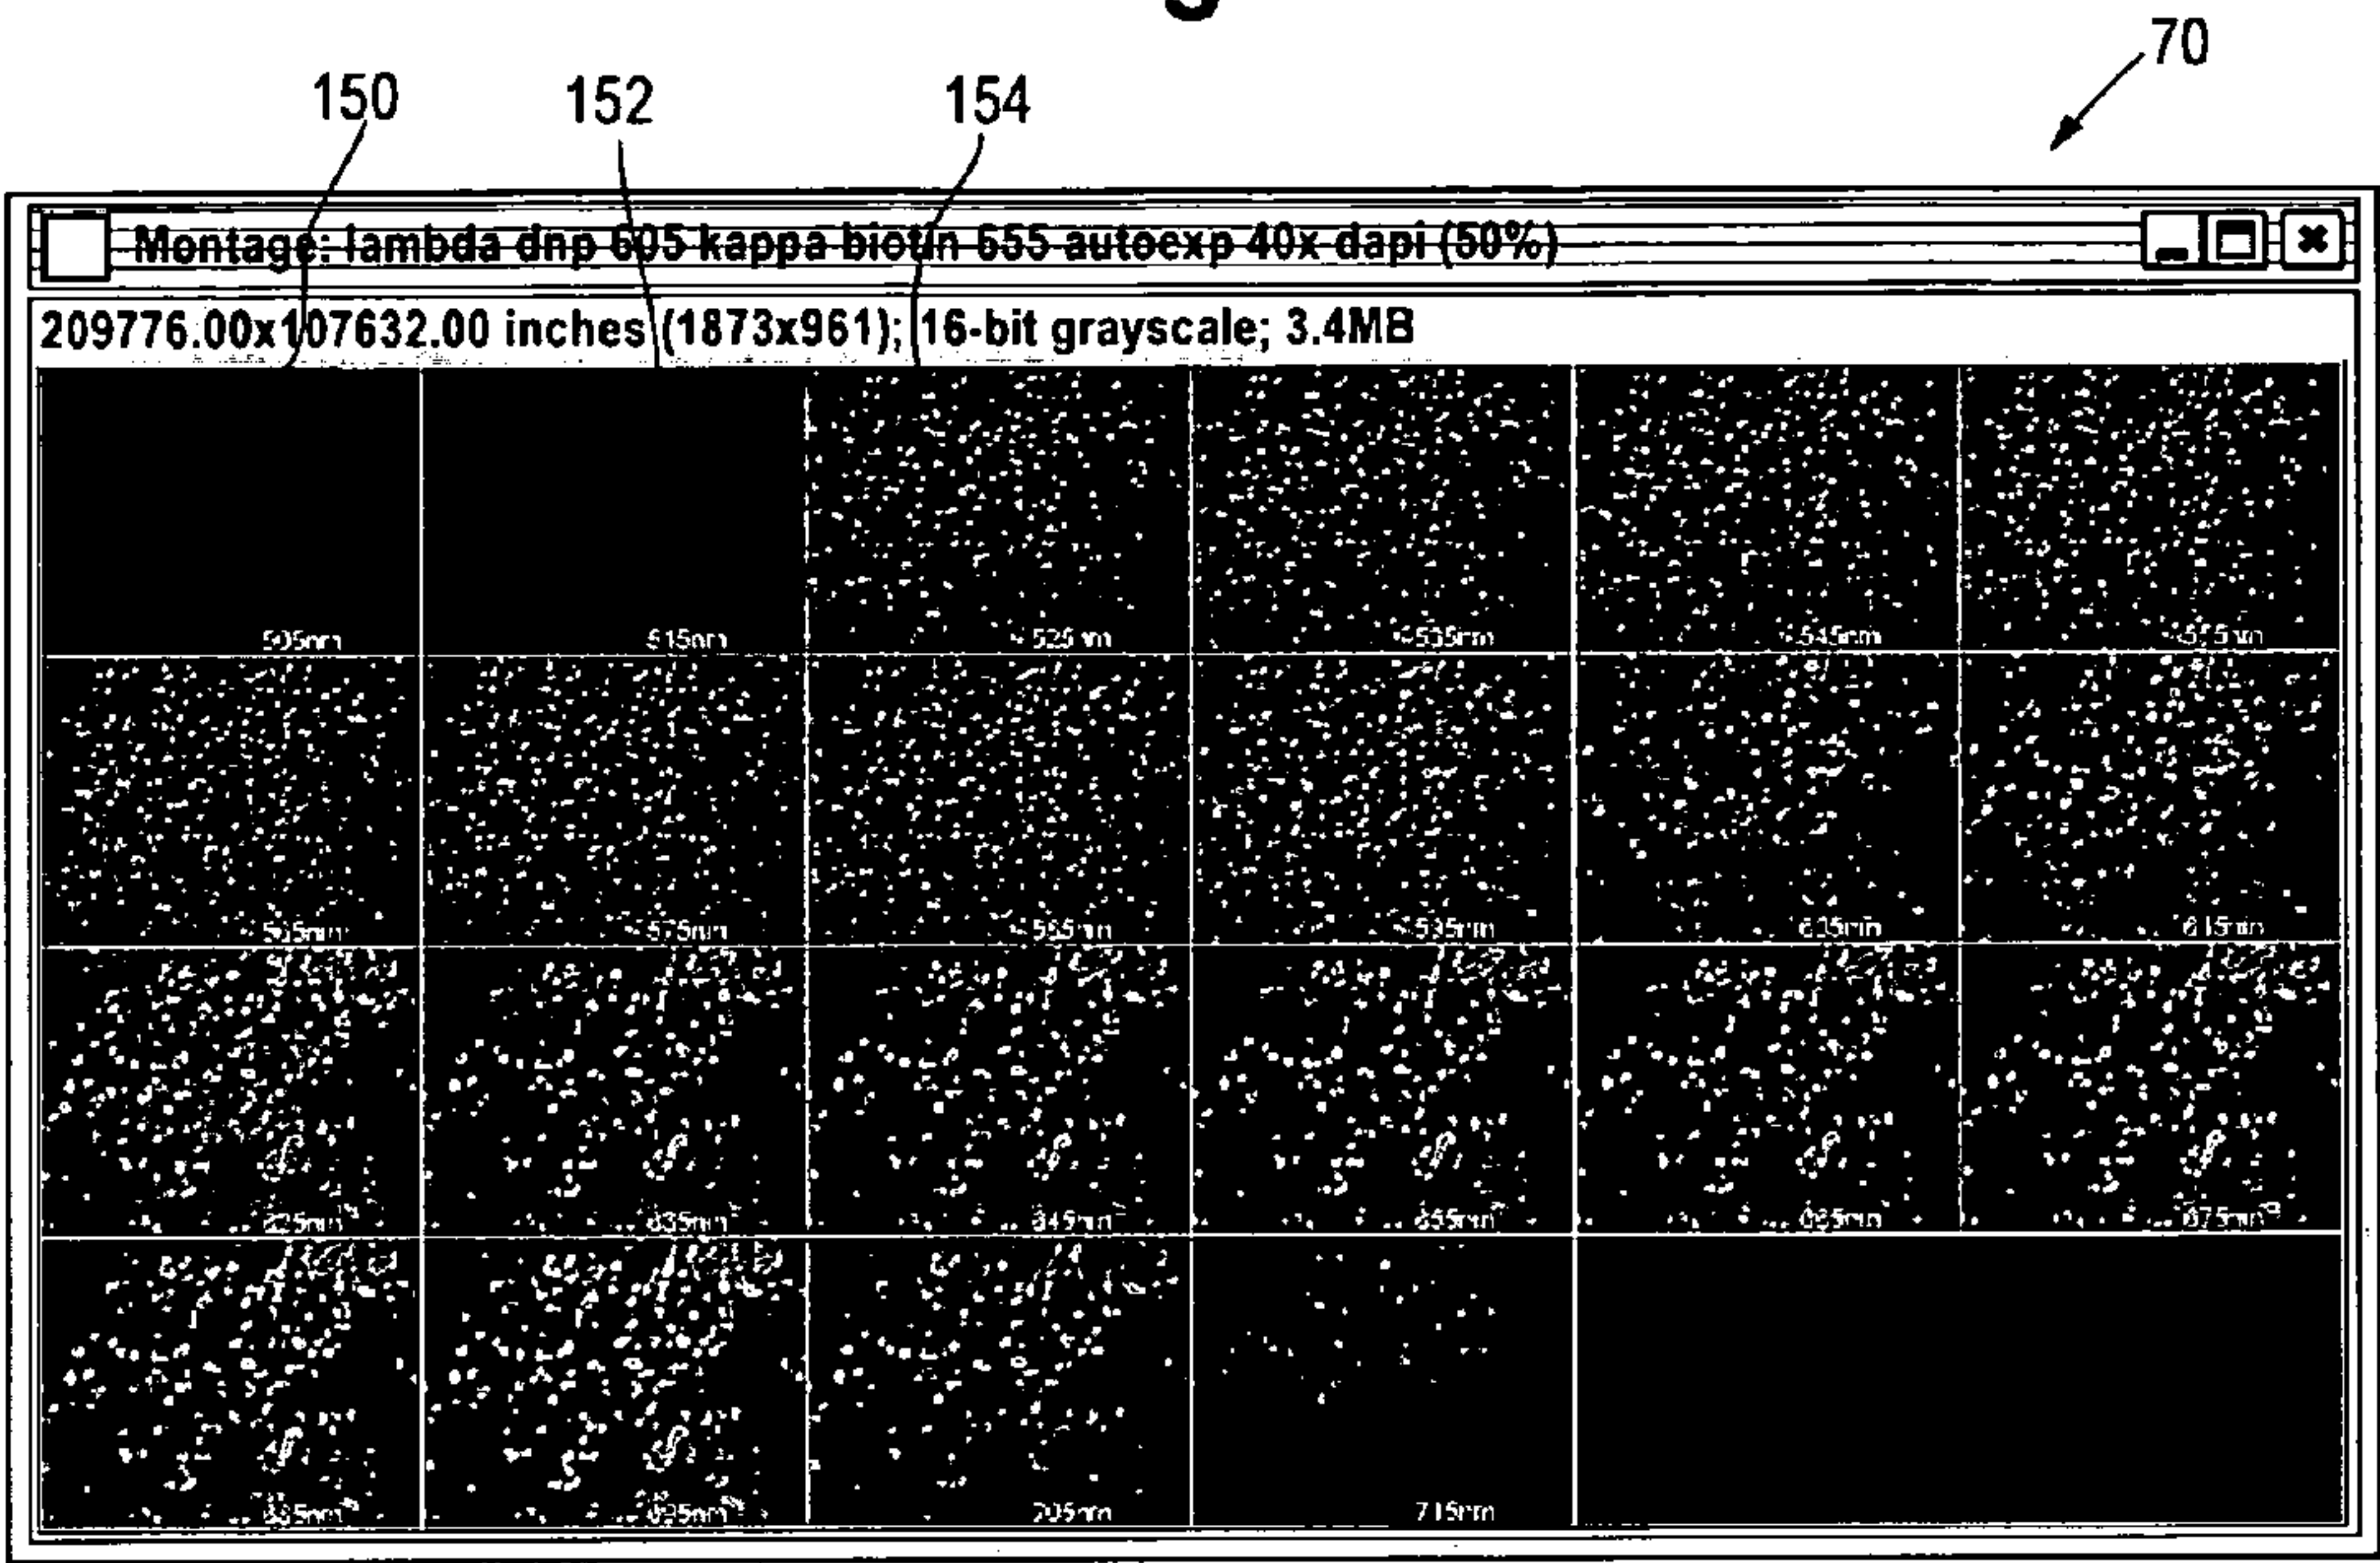 70
150 152 154
Montage: lambda dnp 605 kappa biotin 655 autoexp 40x dapi (50%)
209776.00x107632.00 inches (1873x961); 16-bit grayscale; 3.4MB
505nm 515nm 525nm 535nm 545nm 555nm
565nm 575nm 585nm 595nm 605nm 615nm
625nm 635nm 645nm 655nm 665nm 675nm
685nm 695nm 705nm 715nm